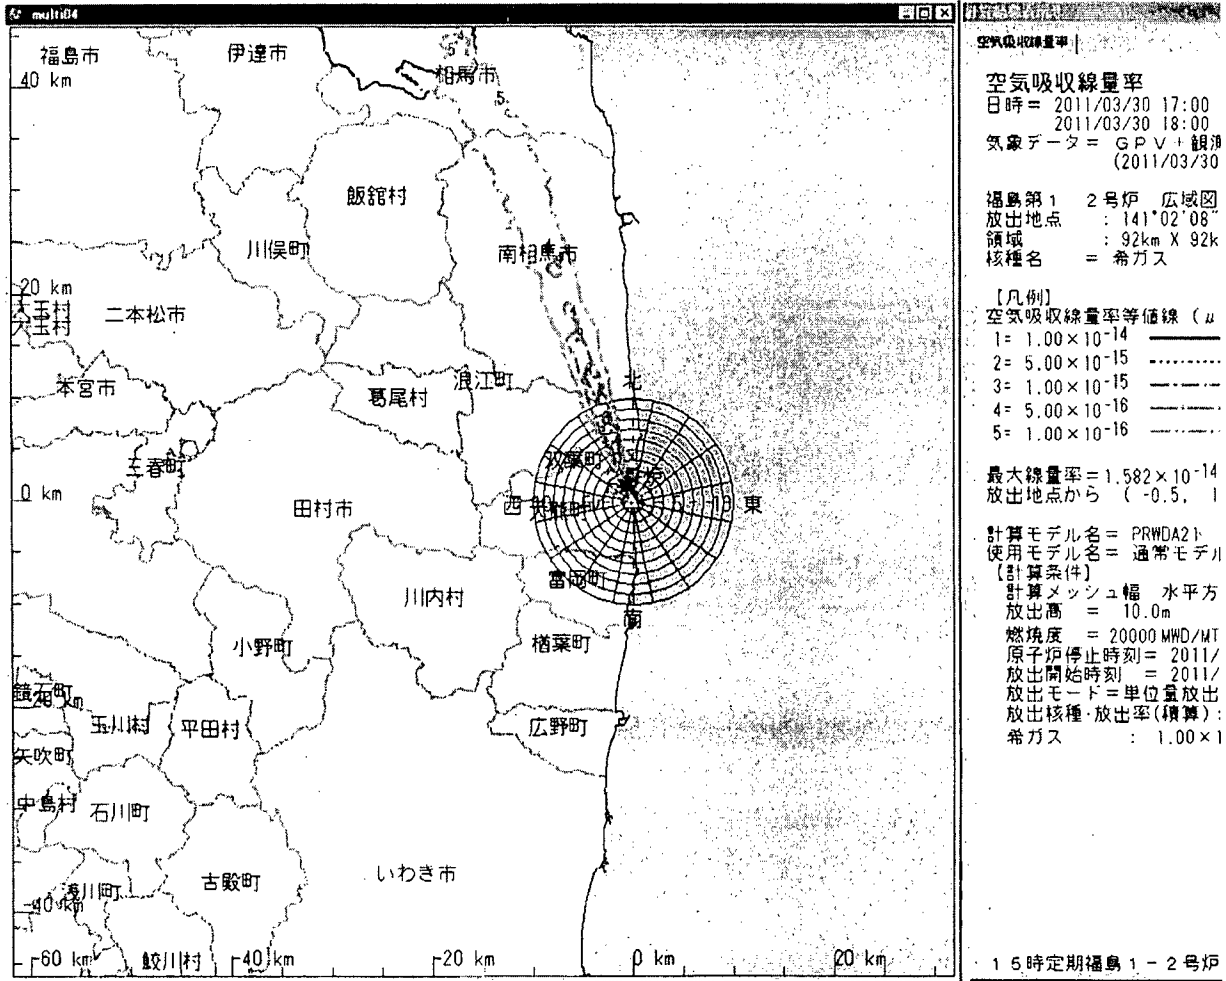 multi04
福島市
伊達市
相馬市
40 km
飯舘村
川俣町
南相馬市
20 km
大玉村
大玉村
二本松市
本宮市
葛尾村
浪江町
北
三春町
双葉町
0 km
田村市
西
大熊町
東
富岡町
川内村
南
小野町
楢葉町
鏡石町
-20 km
玉川村
平田村
広野町
矢吹町
中島村
石川町
浅川町
古殿町
いわき市
-40 km
-60 km
鮫川村
-40 km
-20 km
0 km
20 km
空気吸収線量率
空気吸収線量率
日時= 2011/03/30 17:00
2011/03/30 18:00
気象データ= GPV+観測
(2011/03/30
福島第1 2号炉 広域図
放出地点 : 141°02'08"
領域 : 92km X 92k
核種名 = 希ガス
【凡例】
空気吸収線量率等値線 (μ
1= 1.00×10-14
2= 5.00×10-15
3= 1.00×10-15
4= 5.00×10-16
5= 1.00×10-16
最大線量率=1.582×10-14
放出地点から ( -0.5, 1
計算モデル名= PRWDA21
使用モデル名= 通常モデル
【計算条件】
計算メッシュ幅 水平方
放出高 = 10.0m
燃焼度 = 20000MWD/MT
原子炉停止時刻= 2011/
放出開始時刻 = 2011/
放出モード=単位量放出
放出核種・放出率(積算):
希ガス : 1.00×1
15時定期福島1-2号炉